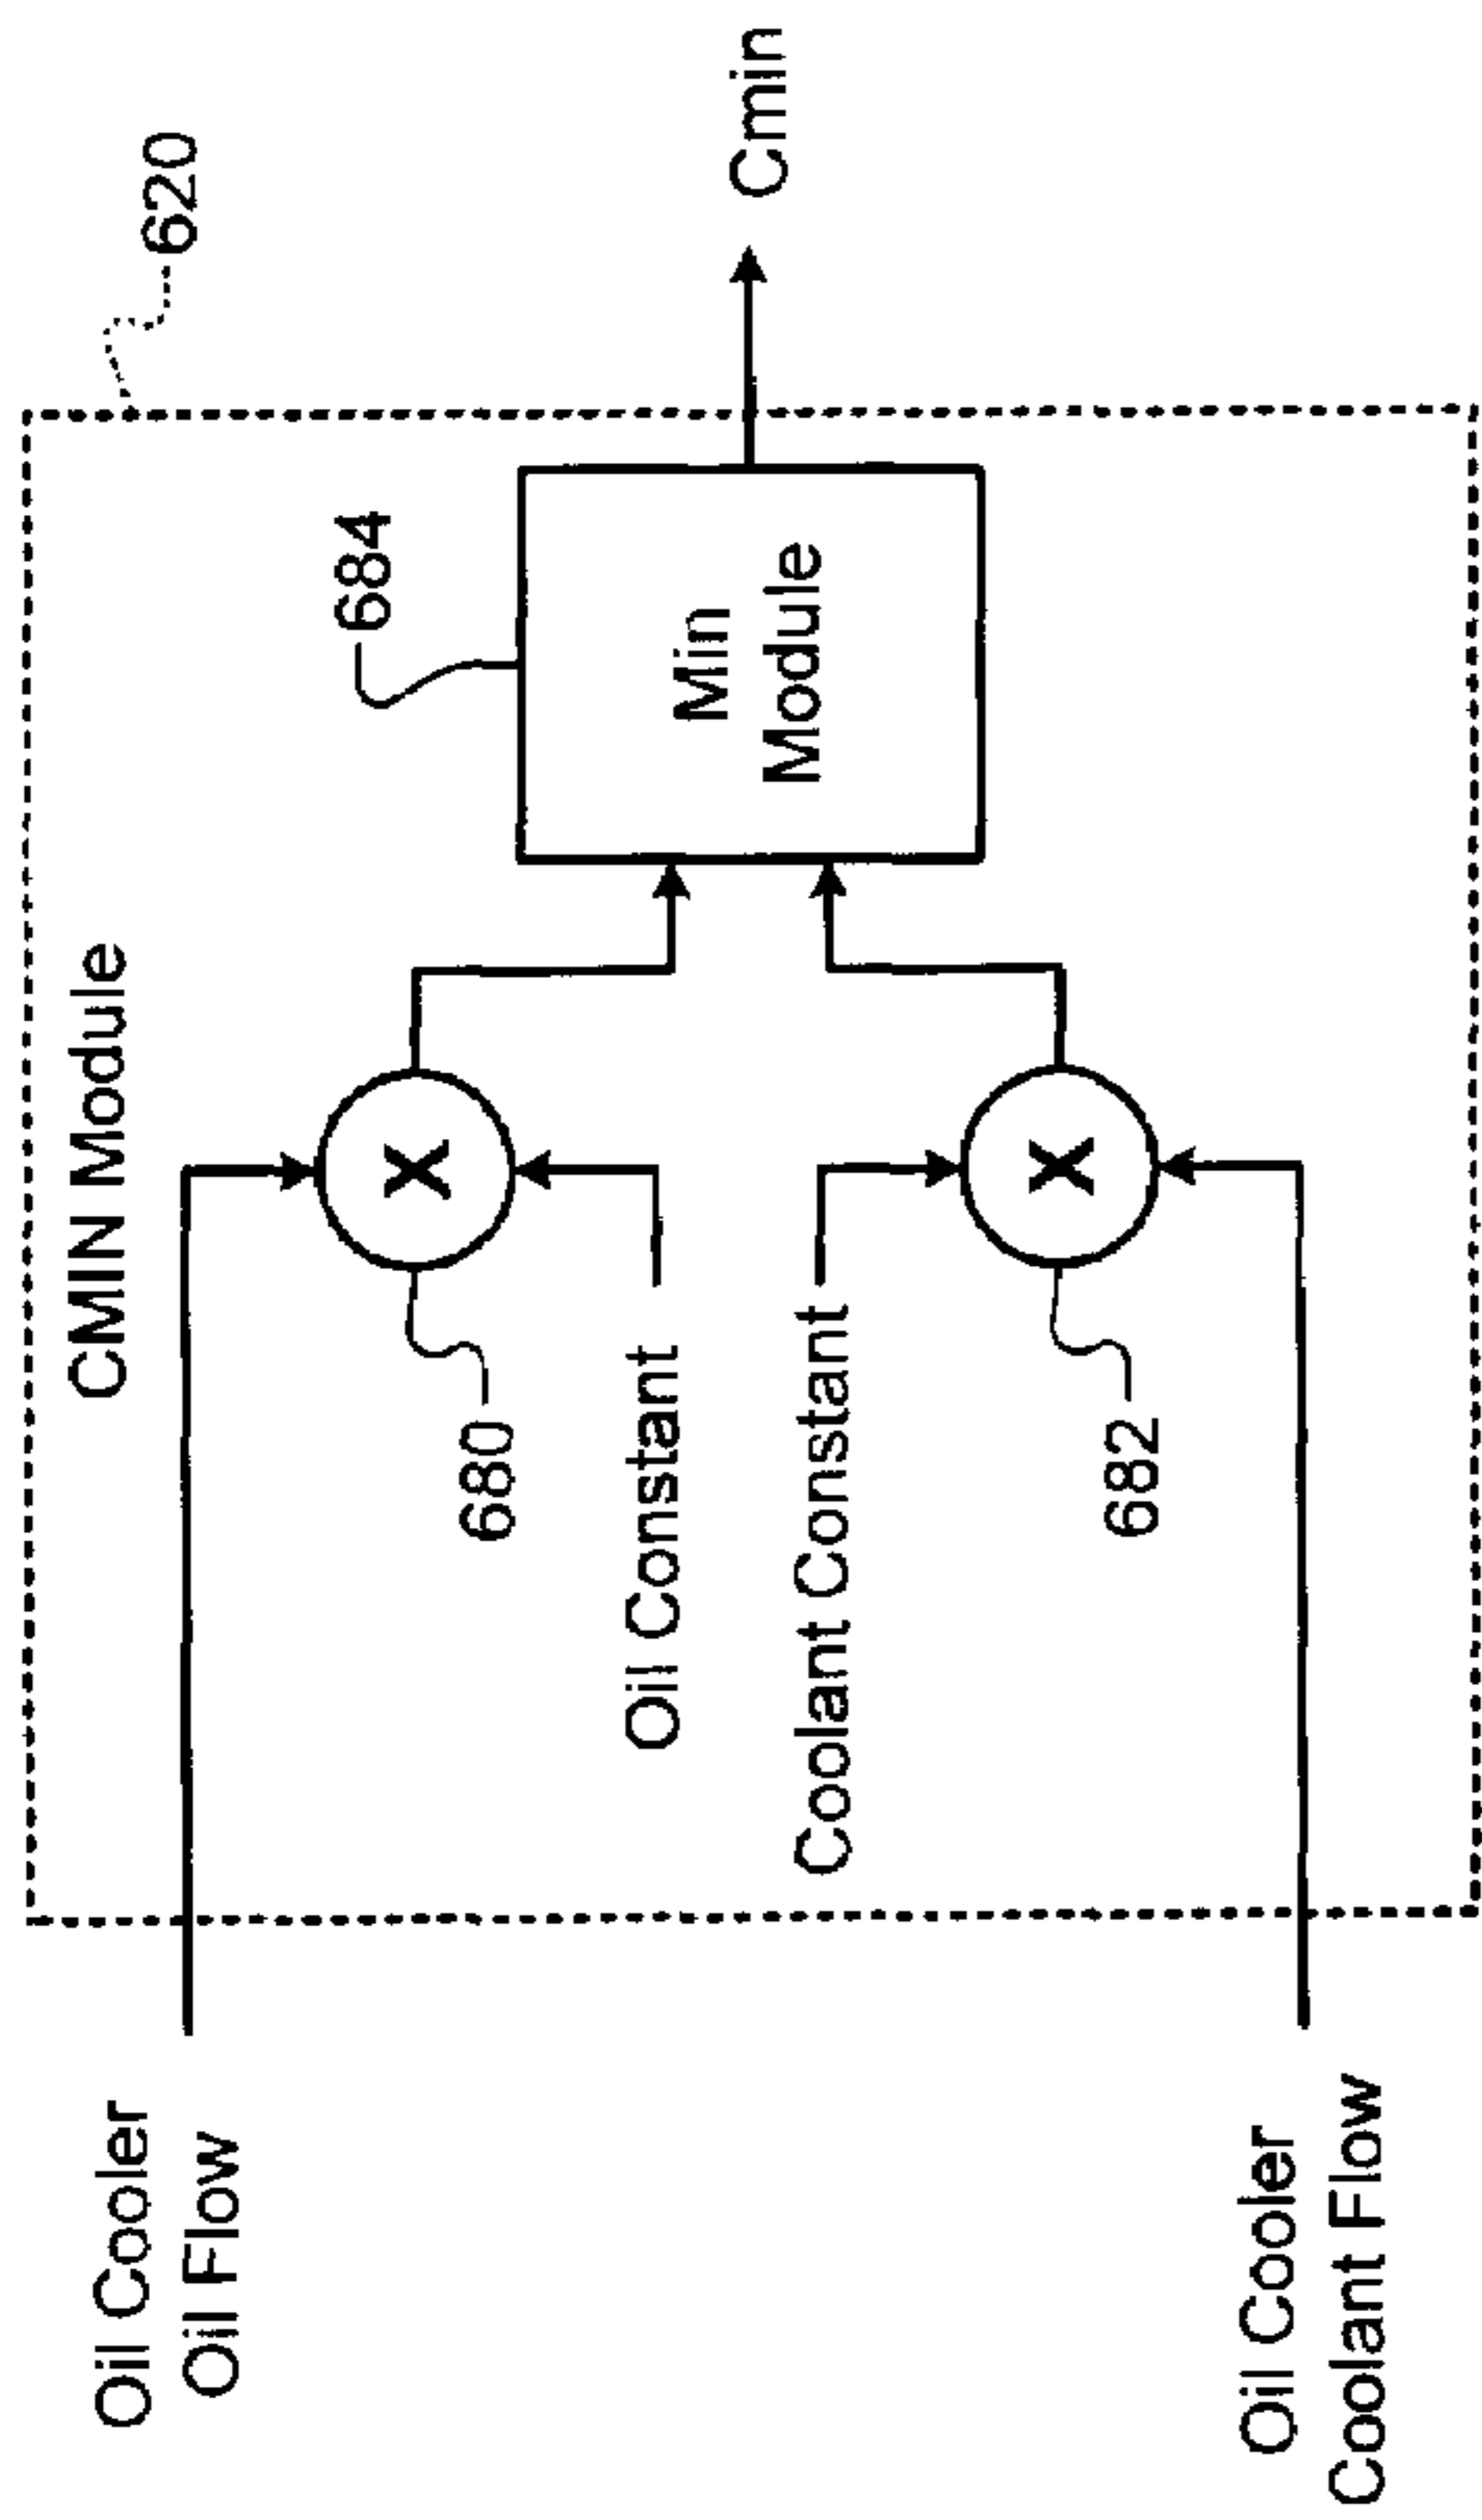 CMIN Module
620
Oil Cooler
Oil Flow
680
X
Oil Constant
684
Min
Module
Cmin
Coolant Constant
X
682
Oil Cooler
Coolant Flow